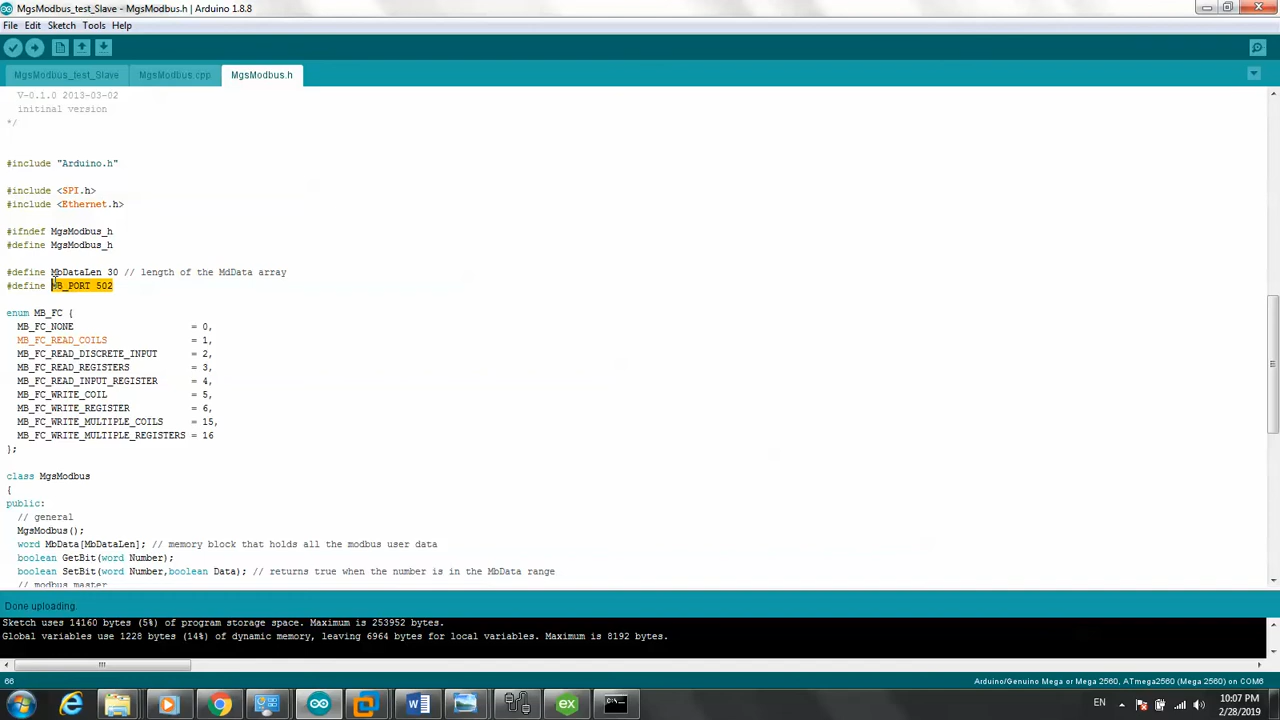 MgsModbus_test_Slave - MgsModbus.h | Arduino 1.8.8
File Edit Sketch Tools Help
MgsModbus_test_Slave MgsModbus.cpp MgsModbus.h
V-0.1.0 2013-03-02
initinal version
*/
#include "Arduino.h"
#include <SPI.h>
#include <Ethernet.h>
#ifndef MgsModbus_h
#define MgsModbus_h
#define MbDataLen 30 // length of the MdData array
#define MB_PORT 502
enum MB_FC {
MB_FC_NONE = 0,
MB_FC_READ_COILS = 1,
MB_FC_READ_DISCRETE_INPUT = 2,
MB_FC_READ_REGISTERS = 3,
MB_FC_READ_INPUT_REGISTER = 4,
MB_FC_WRITE_COIL = 5,
MB_FC_WRITE_REGISTER = 6,
MB_FC_WRITE_MULTIPLE_COILS = 15,
MB_FC_WRITE_MULTIPLE_REGISTERS = 16
};
class MgsModbus
{
public:
// general
MgsModbus();
word MbData[MbDataLen]; // memory block that holds all the modbus user data
boolean GetBit(word Number);
boolean SetBit(word Number,boolean Data); // returns true when the number is in the MbData range
// modbus master
Done uploading.
Sketch uses 14160 bytes (5%) of program storage space. Maximum is 253952 bytes.
Global variables use 1228 bytes (14%) of dynamic memory, leaving 6964 bytes for local variables. Maximum is 8192 bytes.
66 Arduino/Genuino Mega or Mega 2560, ATmega2560 (Mega 2560) on COM6
EN 10:07 PM
2/28/2019